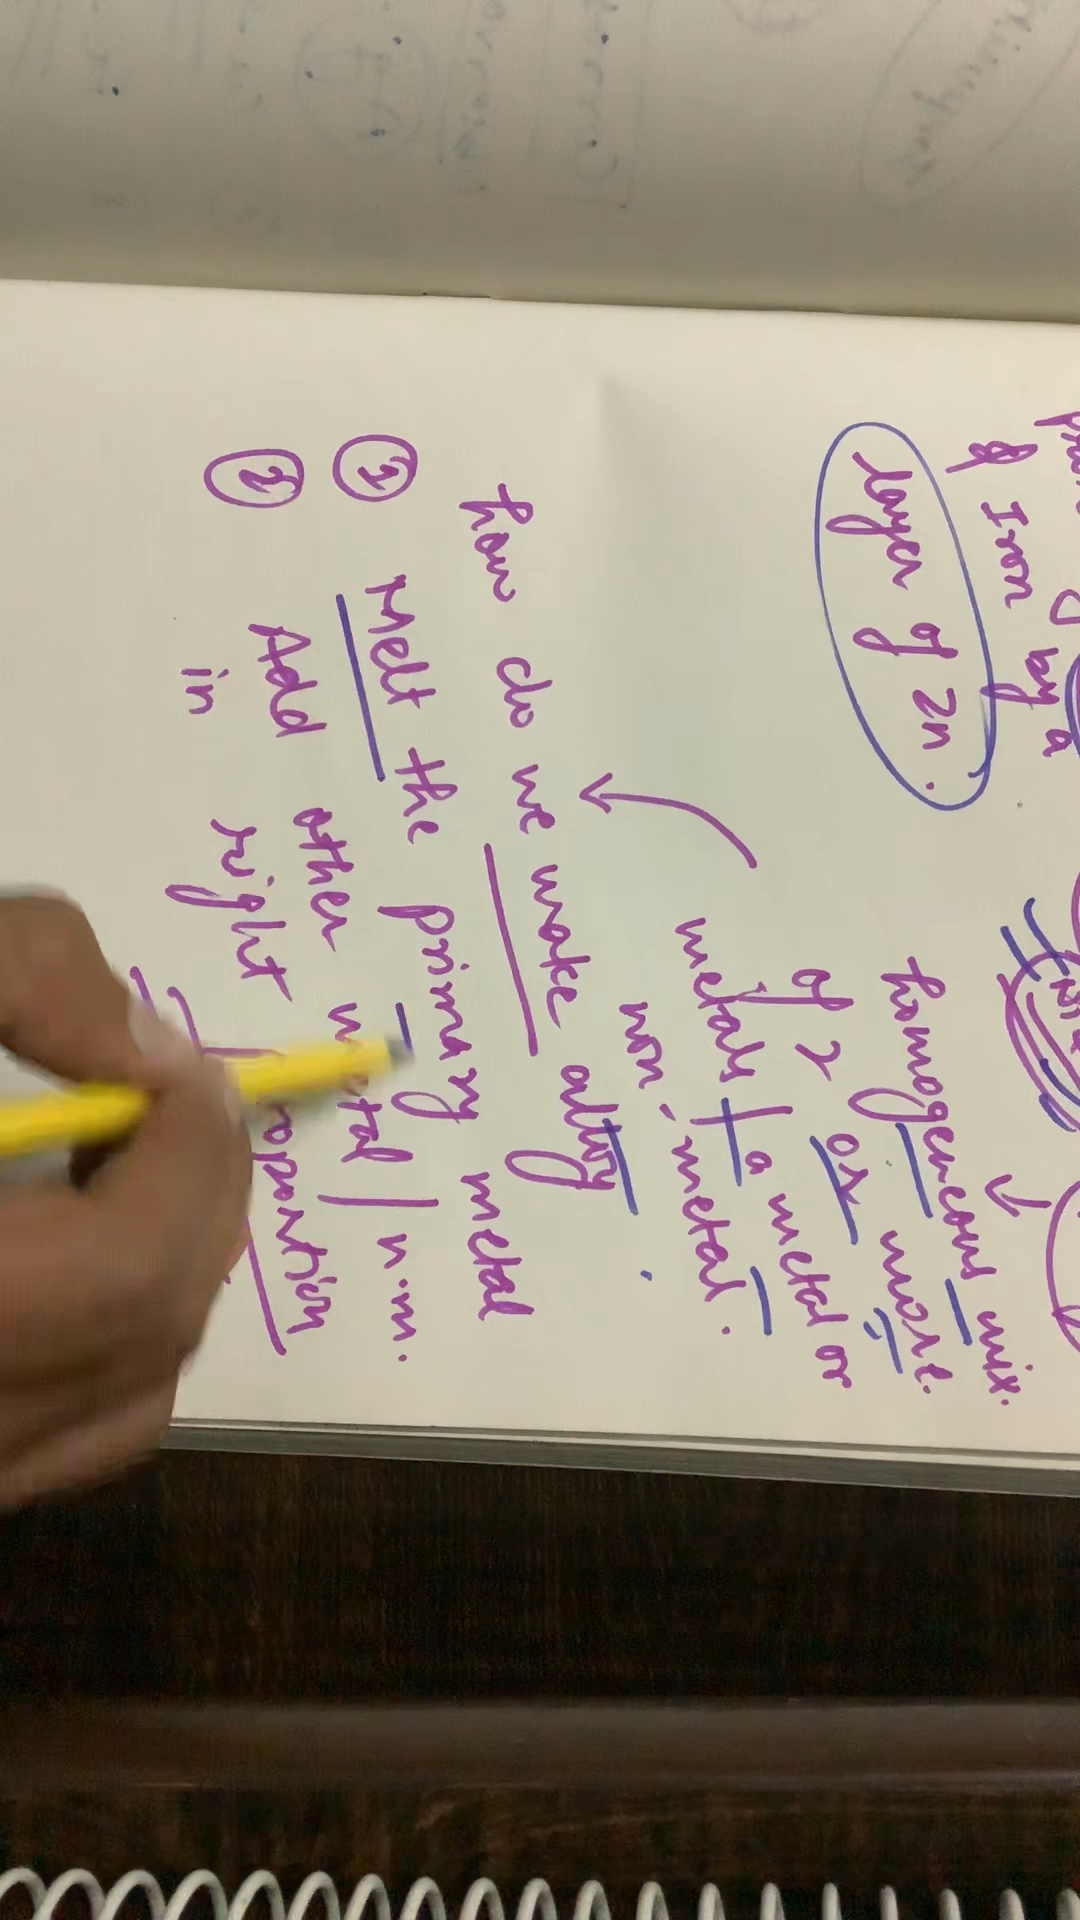 & Iron by a
layer of Zn.
homogeneous mix.
of 2 or more
metals / a metal or
non-metal.
how do we make alloy
1 Melt the primary metal
2 Add other metal / n.m.
in right proportion